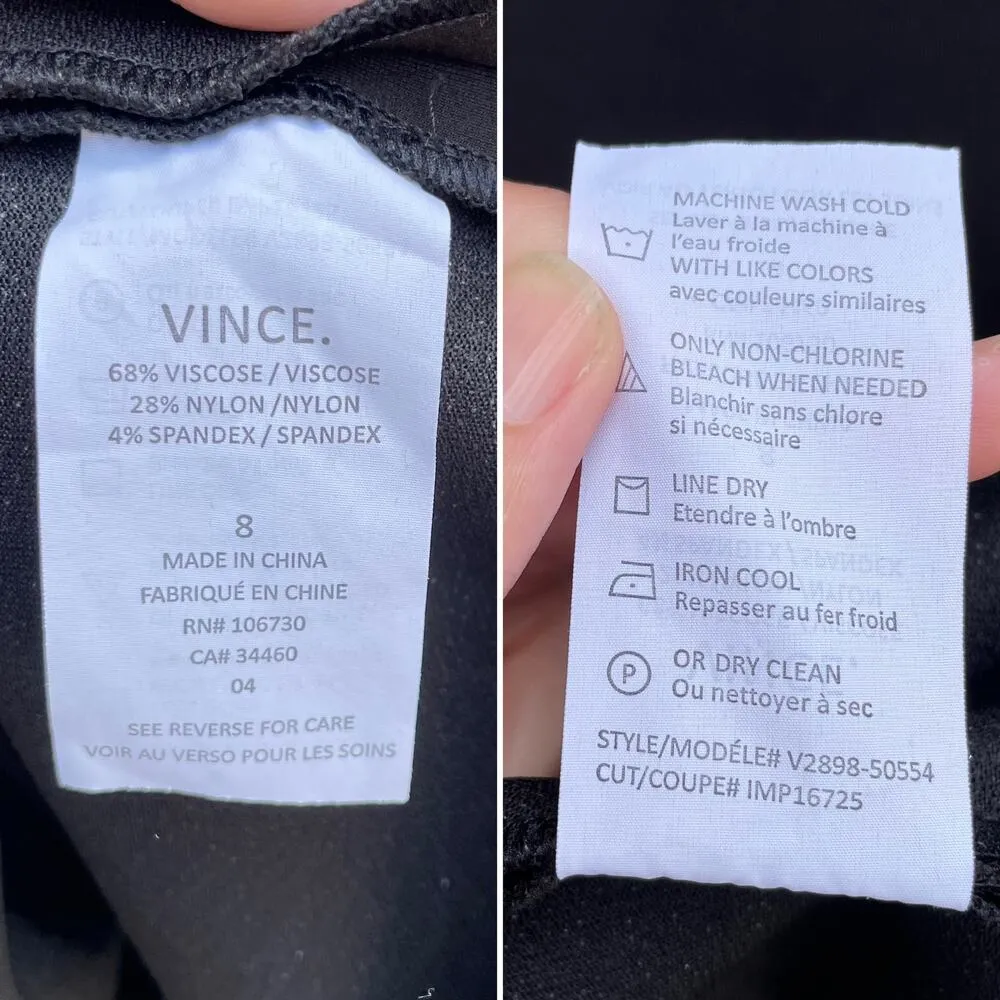 VINCE.
68% VISCOSE / VISCOSE
28% NYLON /NYLON
4% SPANDEX / SPANDEX
8
MADE IN CHINA
FABRIQUÉ EN CHINE
RN# 106730
CA# 34460
04
SEE REVERSE FOR CARE
VOIR AU VERSO POUR LES SOINS
MACHINE WASH COLD
Laver à la machine à
l'eau froide
WITH LIKE COLORS
avec couleurs similaires
ONLY NON-CHLORINE
BLEACH WHEN NEEDED
Blanchir sans chlore
si nécessaire
LINE DRY
Etendre à l'ombre
IRON COOL
Repasser au fer froid
P
OR DRY CLEAN
Ou nettoyer à sec
STYLE/MODÉLE# V2898-50554
CUT/COUPE# IMP16725